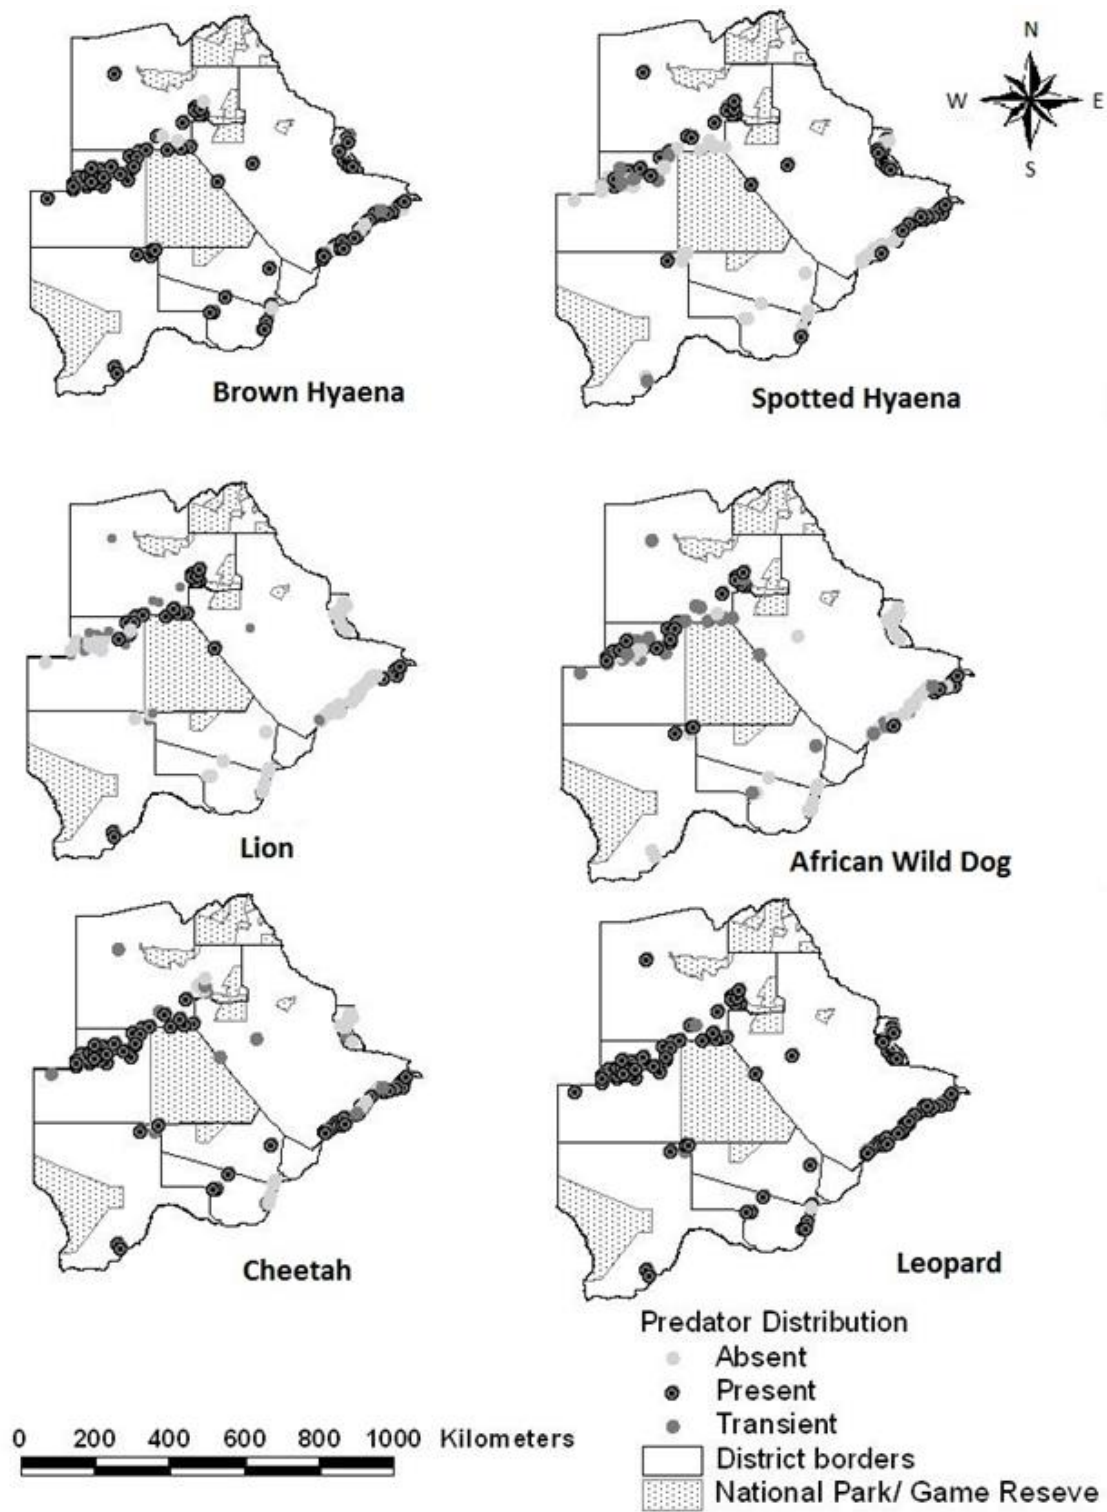 N
W E
S
Brown Hyaena
Spotted Hyaena
Lion
African Wild Dog
Cheetah
Leopard
Predator Distribution
Absent
Present
Transient
District borders
National Park/ Game Reseve
0 200 400 600 800 1000 Kilometers